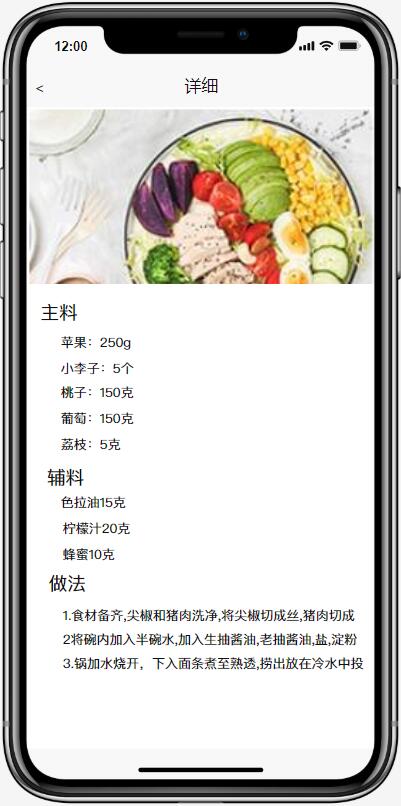 12:00
< 详细
主料
苹果：250g
小李子：5个
桃子：150克
葡萄：150克
荔枝：5克
辅料
色拉油15克
柠檬汁20克
蜂蜜10克
做法
1.食材备齐,尖椒和猪肉洗净,将尖椒切成丝,猪肉切成
2将碗内加入半碗水,加入生抽酱油,老抽酱油,盐,淀粉
3.锅加水烧开，下入面条煮至熟透,捞出放在冷水中投